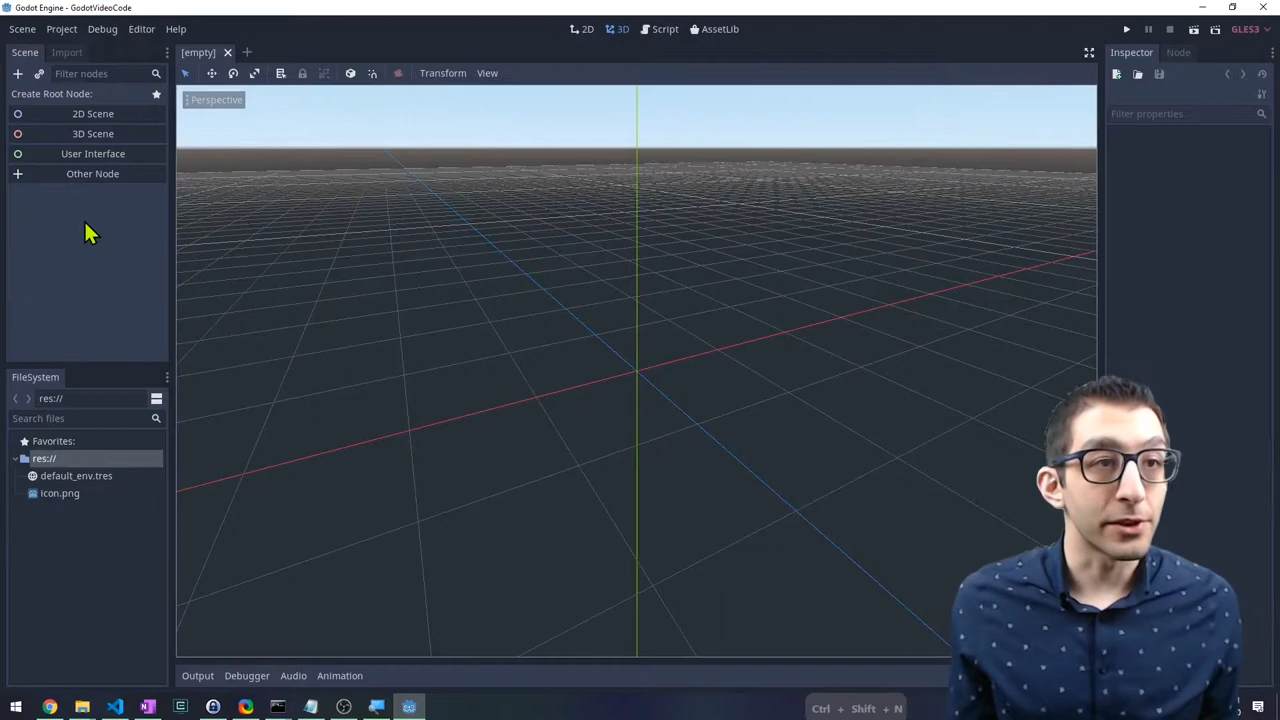 Godot Engine - GodotVideoCode
Scene Project Debug Editor Help
2D 3D Script AssetLib
GLES3
Scene Import
[empty]
Inspector Node
Filter nodes
Transform View
Create Root Node:
Perspective
2D Scene
Filter properties
3D Scene
User Interface
Other Node
FileSystem
res://
Search files
Favorites:
res://
default_env.tres
icon.png
Output Debugger Audio Animation
Ctrl + Shift + N